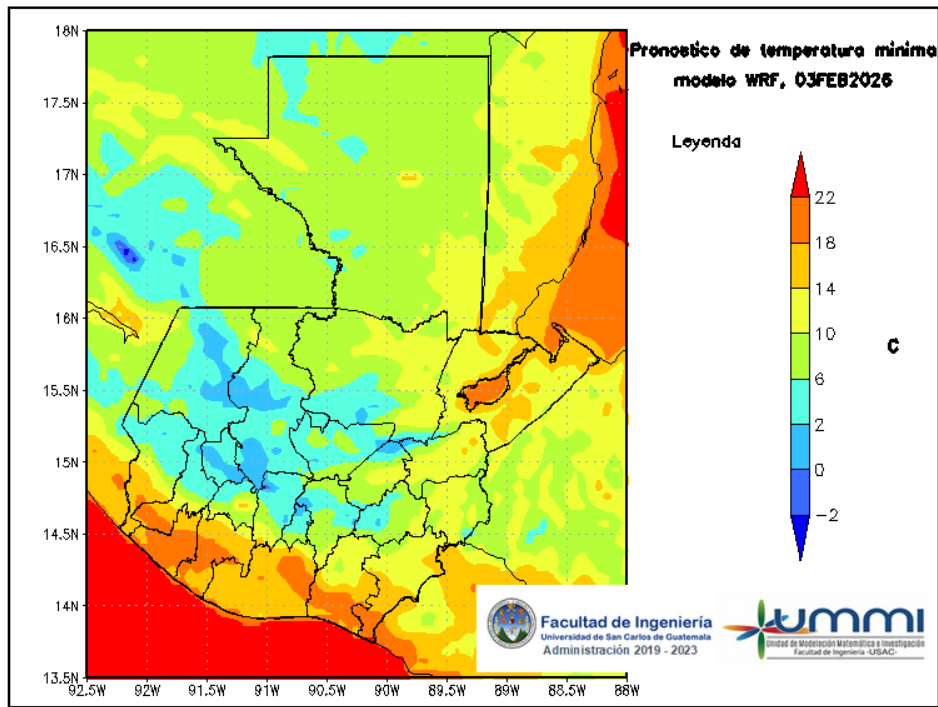 Pronostico de temperatura minima
modelo WRF, 03FEB2026
Leyenda
22
18
14
10
6
2
0
−2
C
18N
17.5N
17N
16.5N
16N
15.5N
15N
14.5N
14N
13.5N
92.5W 92W 91.5W 91W 90.5W 90W 89.5W 89W 88.5W 88W
Facultad de Ingeniería
Universidad de San Carlos de Guatemala
Administración 2019 - 2023
UMMI
Unidad de Modelación Matemática e Investigación
Facultad de Ingeniería -USAC-